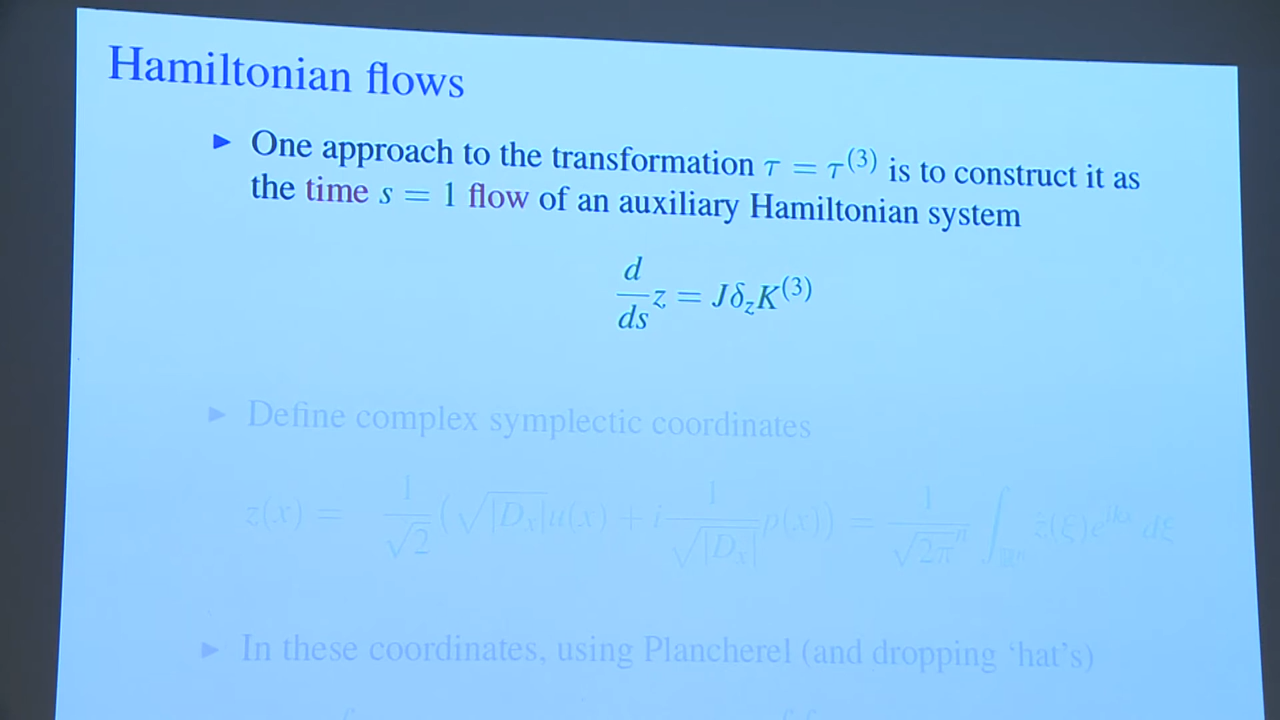 Hamiltonian flows
▶ One approach to the transformation τ = τ^(3) is to construct it as
the time s = 1 flow of an auxiliary Hamiltonian system
d/ds z = Jδ_z K^(3)
▶ Define complex symplectic coordinates
z(x) = 1/√2 (√|D_x| u(x) + i 1/√|D_x| p(x)) = 1/√2π^n ∫ ẑ(ξ)e dξ
▶ In these coordinates, using Plancherel (and dropping ‘hat’s)